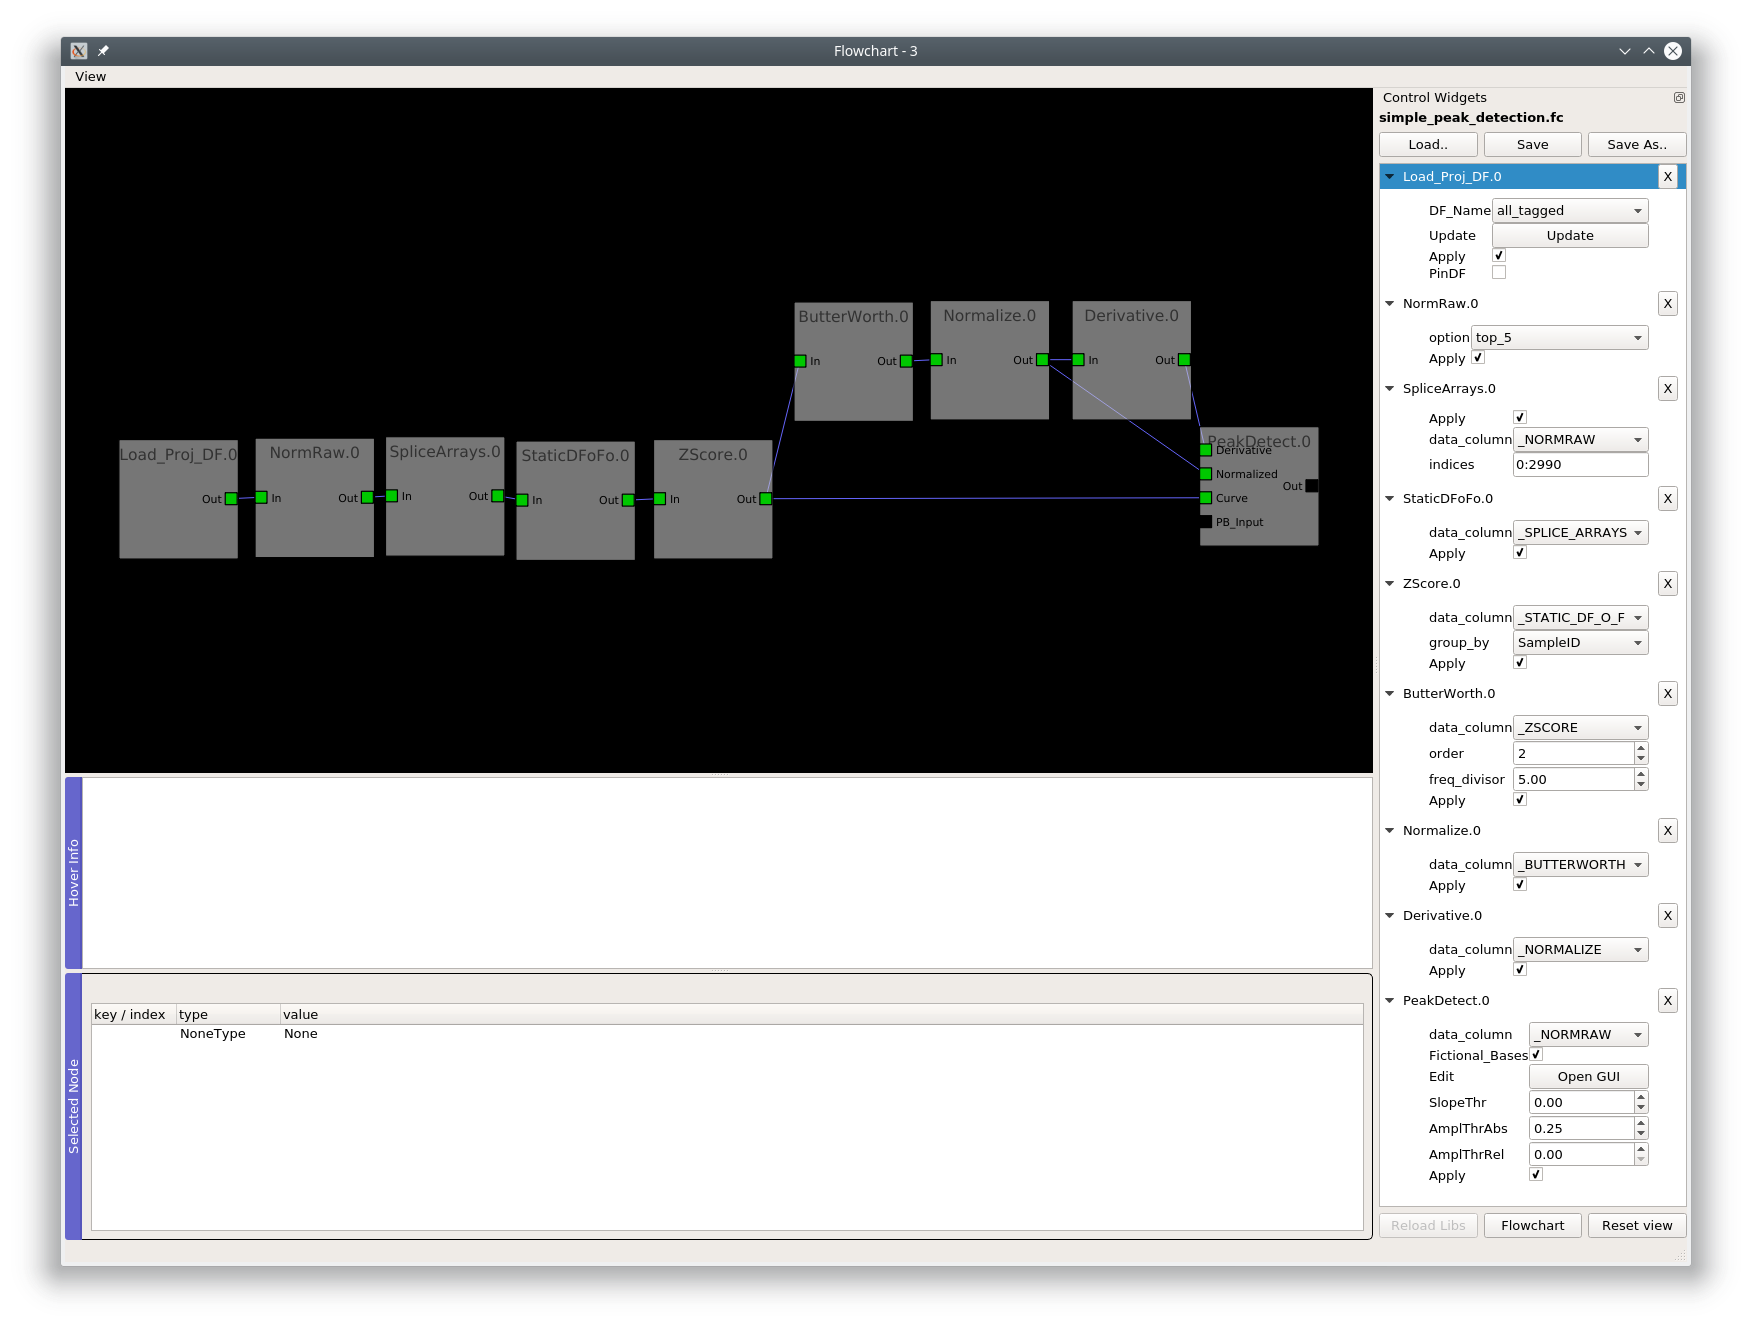 Flowchart - 3
View
ButterWorth.0
In
Out
Normalize.0
In
Out
Derivative.0
In
Out
Load_Proj_DF.0
Out
NormRaw.0
In
Out
SpliceArrays.0
In
Out
StaticDFoFo.0
In
Out
ZScore.0
In
Out
PeakDetect.0
Derivative
Normalized
Curve
PB_Input
Out
Hover Info
Selected Node
key / index type value
NoneType None
Control Widgets
simple_peak_detection.fc
Load.. Save Save As..
Load_Proj_DF.0 X
DF_Name all_tagged
Update Update
Apply
PinDF
NormRaw.0 X
option top_5
Apply
SpliceArrays.0 X
Apply
data_column _NORMRAW
indices 0:2990
StaticDFoFo.0 X
data_column _SPLICE_ARRAYS
Apply
ZScore.0 X
data_column _STATIC_DF_O_F
group_by SampleID
Apply
ButterWorth.0 X
data_column _ZSCORE
order 2
freq_divisor 5.00
Apply
Normalize.0 X
data_column _BUTTERWORTH
Apply
Derivative.0 X
data_column _NORMALIZE
Apply
PeakDetect.0 X
data_column _NORMRAW
Fictional_Bases
Edit Open GUI
SlopeThr 0.00
AmplThrAbs 0.25
AmplThrRel 0.00
Apply
Reload Libs Flowchart Reset view